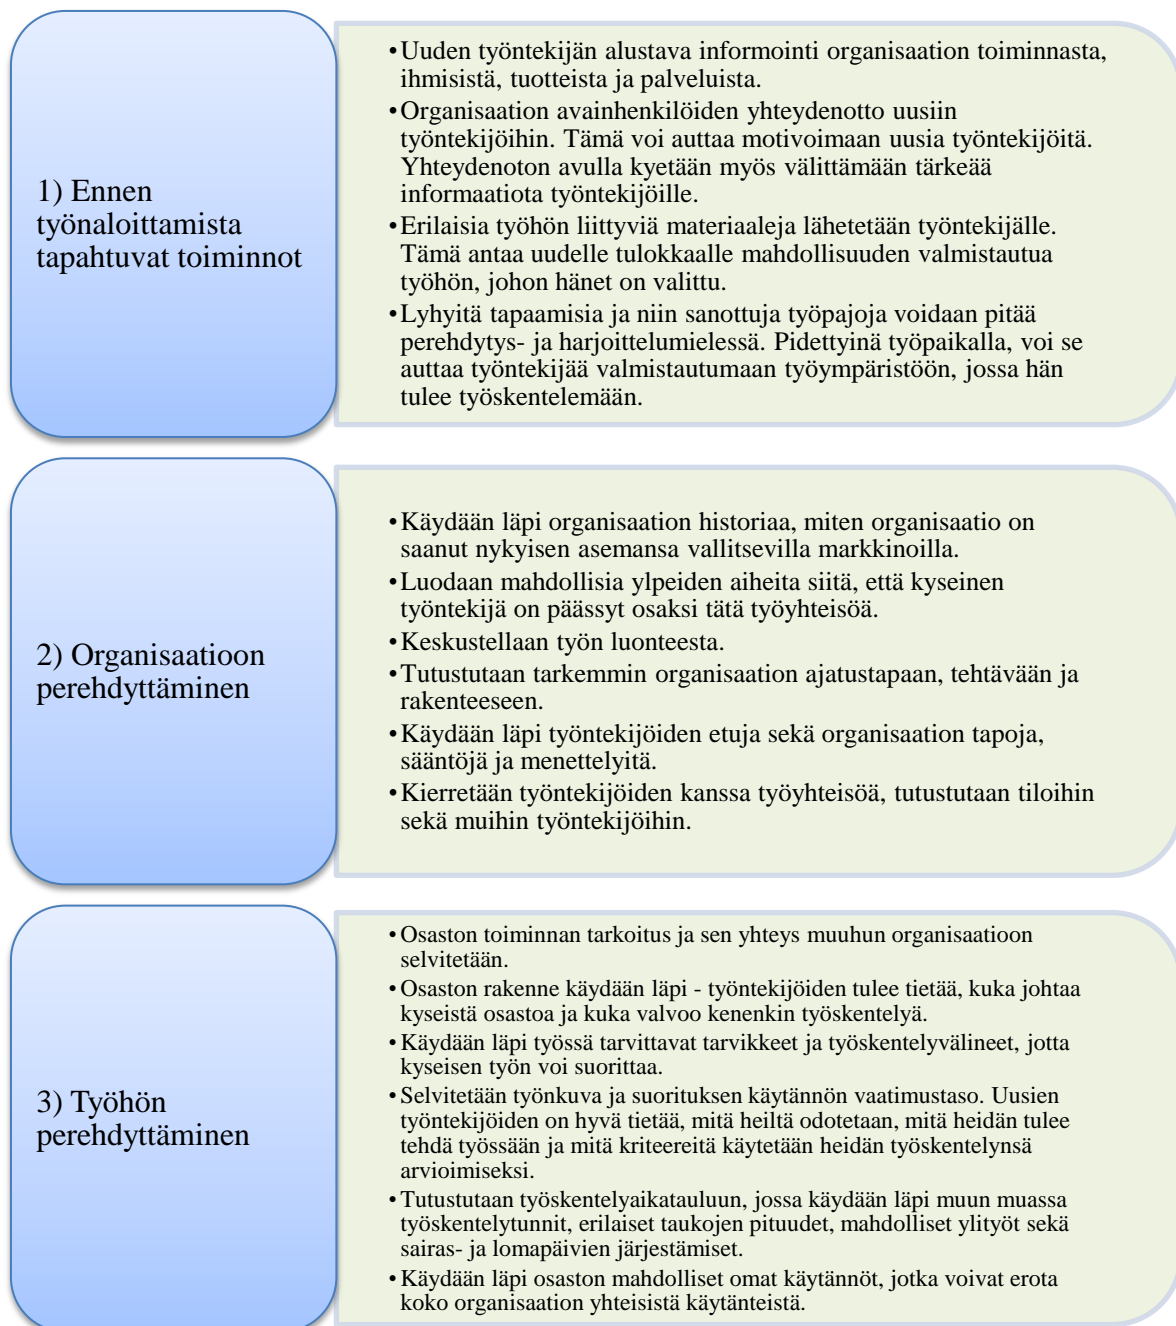 1) Ennen
työnaloittamista
tapahtuvat toiminnot
•Uuden työntekijän alustava informointi organisaation toiminnasta,
ihmisistä, tuotteista ja palveluista.
•Organisaation avainhenkilöiden yhteydenotto uusiin
työntekijöihin. Tämä voi auttaa motivoimaan uusia työntekijöitä.
Yhteydenoton avulla kyetään myös välittämään tärkeää
informaatiota työntekijöille.
•Erilaisia työhön liittyviä materiaaleja lähetetään työntekijälle.
Tämä antaa uudelle tulokkaalle mahdollisuuden valmistautua
työhön, johon hänet on valittu.
•Lyhyitä tapaamisia ja niin sanottuja työpajoja voidaan pitää
perehdytys- ja harjoittelumielessä. Pidettyinä työpaikalla, voi se
auttaa työntekijää valmistautumaan työympäristöön, jossa hän
tulee työskentelemään.
2) Organisaatioon
perehdyttäminen
•Käydään läpi organisaation historiaa, miten organisaatio on
saanut nykyisen asemansa vallitsevilla markkinoilla.
•Luodaan mahdollisia ylpeiden aiheita siitä, että kyseinen
työntekijä on päässyt osaksi tätä työyhteisöä.
•Keskustellaan työn luonteesta.
•Tutustutaan tarkemmin organisaation ajatustapaan, tehtävään ja
rakenteeseen.
•Käydään läpi työntekijöiden etuja sekä organisaation tapoja,
sääntöjä ja menettelyitä.
•Kierretään työntekijöiden kanssa työyhteisöä, tutustutaan tiloihin
sekä muihin työntekijöihin.
3) Työhön
perehdyttäminen
•Osaston toiminnan tarkoitus ja sen yhteys muuhun organisaatioon
selvitetään.
•Osaston rakenne käydään läpi - työntekijöiden tulee tietää, kuka johtaa
kyseistä osastoa ja kuka valvoo kenenkin työskentelyä.
•Käydään läpi työssä tarvittavat tarvikkeet ja työskentelyvälineet, jotta
kyseisen työn voi suorittaa.
•Selvitetään työnkuva ja suorituksen käytännön vaatimustaso. Uusien
työntekijöiden on hyvä tietää, mitä heiltä odotetaan, mitä heidän tulee
tehdä työssään ja mitä kriteereitä käytetään heidän työskentelynsä
arvioimiseksi.
•Tutustutaan työskentelyaikatauluun, jossa käydään läpi muun muassa
työskentelytunnit, erilaiset taukojen pituudet, mahdolliset ylityöt sekä
sairas- ja lomapäivien järjestämiset.
•Käydään läpi osaston mahdolliset omat käytännöt, jotka voivat erota
koko organisaation yhteisistä käytänteistä.